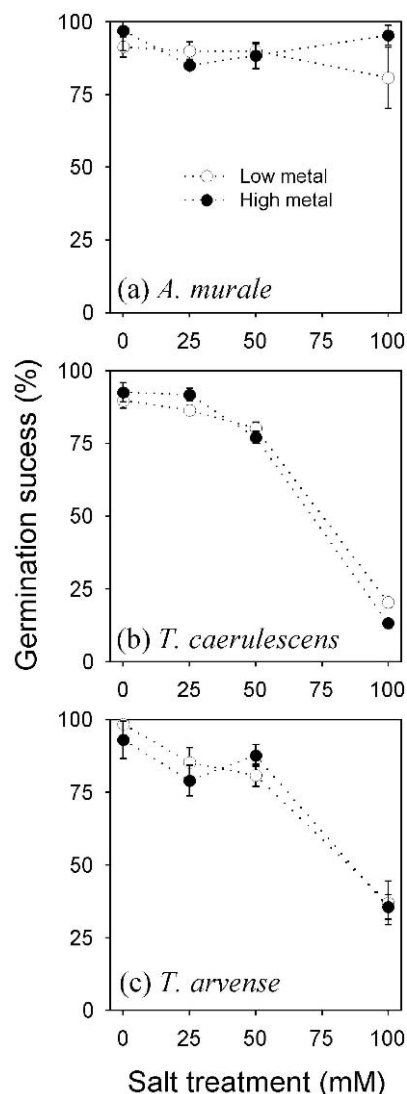 100
75
50
25
0
Low metal
High metal
(a) A. murale
0 25 50 75 100
100
75
50
25
0
(b) T. caerulescens
0 25 50 75 100
100
75
50
25
0
(c) T. arvense
0 25 50 75 100
Germination sucess (%)
Salt treatment (mM)